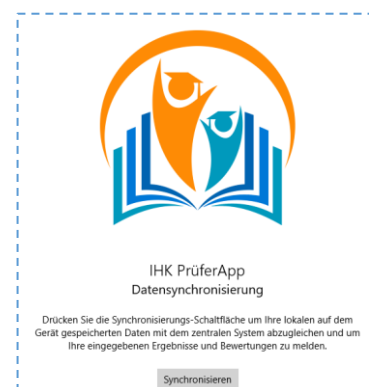 IHK PrüferApp
Datensynchronisierung
Drücken Sie die Synchronisierungs-Schaltfläche um Ihre lokalen auf dem
Gerät gespeicherten Daten mit dem zentralen System abzugleichen und um
Ihre eingegebenen Ergebnisse und Bewertungen zu melden.
Synchronisieren